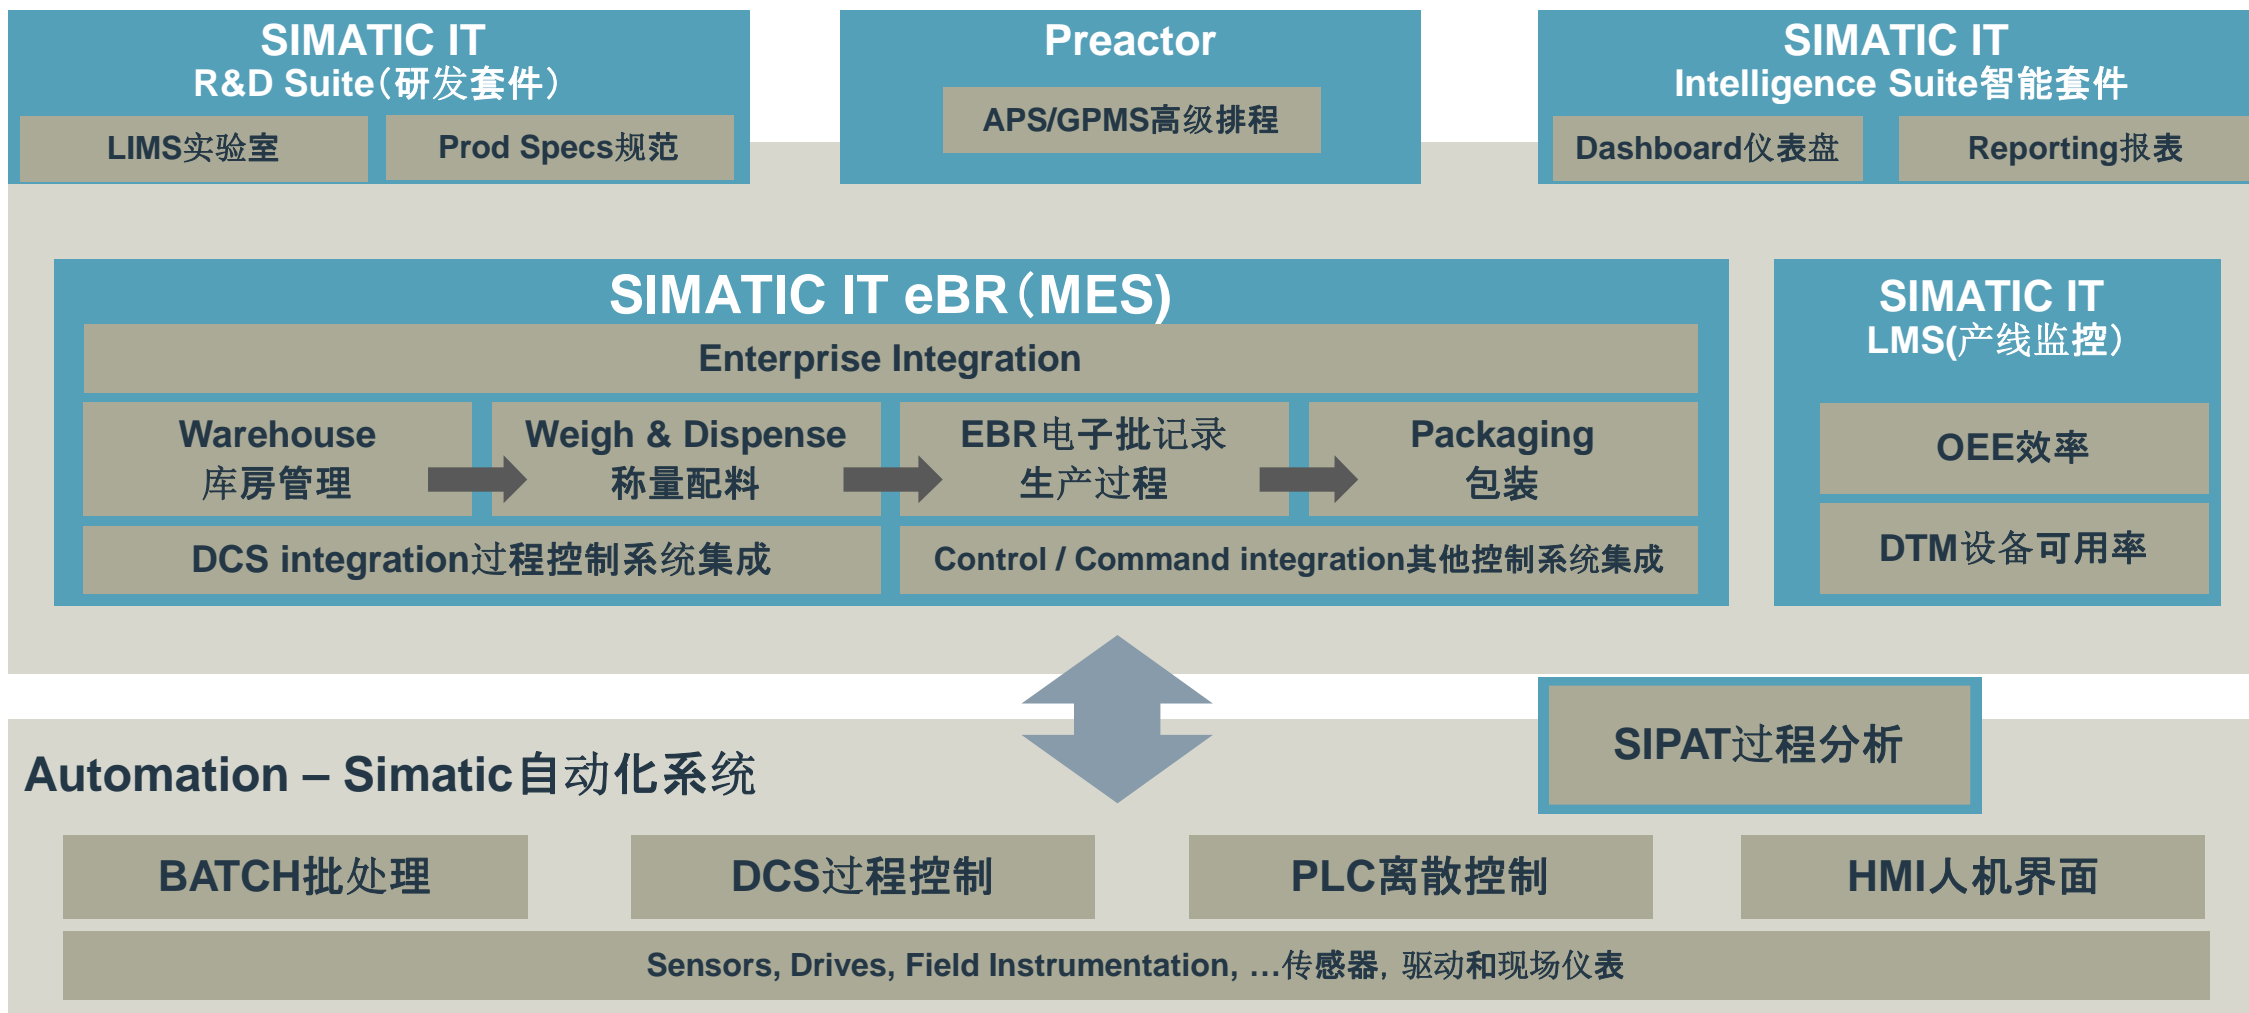 SIMATIC IT
R&D Suite（研发套件）
LIMS实验室
Prod Specs规范
Preactor
APS/GPMS高级排程
SIMATIC IT
Intelligence Suite智能套件
Dashboard仪表盘
Reporting报表
SIMATIC IT eBR（MES)
Enterprise Integration
Warehouse
库房管理
Weigh & Dispense
称量配料
EBR电子批记录
生产过程
Packaging
包装
DCS integration过程控制系统集成
Control / Command integration其他控制系统集成
SIMATIC IT
LMS(产线监控）
OEE效率
DTM设备可用率
SIPAT过程分析
Automation – Simatic自动化系统
BATCH批处理
DCS过程控制
PLC离散控制
HMI人机界面
Sensors, Drives, Field Instrumentation, …传感器，驱动和现场仪表